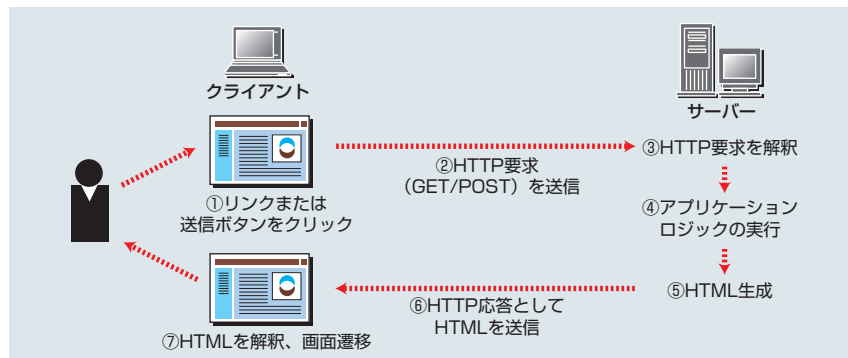 クライアント
サーバー
①リンクまたは
送信ボタンをクリック
②HTTP要求
（GET/POST）を送信
③HTTP要求を解釈
④アプリケーション
ロジックの実行
⑤HTML生成
⑥HTTP応答として
HTMLを送信
⑦HTMLを解釈、画面遷移